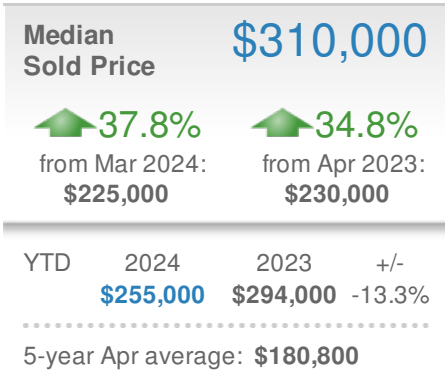 Median
Sold Price
$310,000
37.8%
34.8%
from Mar 2024:
from Apr 2023:
$225,000
$230,000
YTD 2024 2023 +/-
$255,000 $294,000 -13.3%
5-year Apr average: $180,800